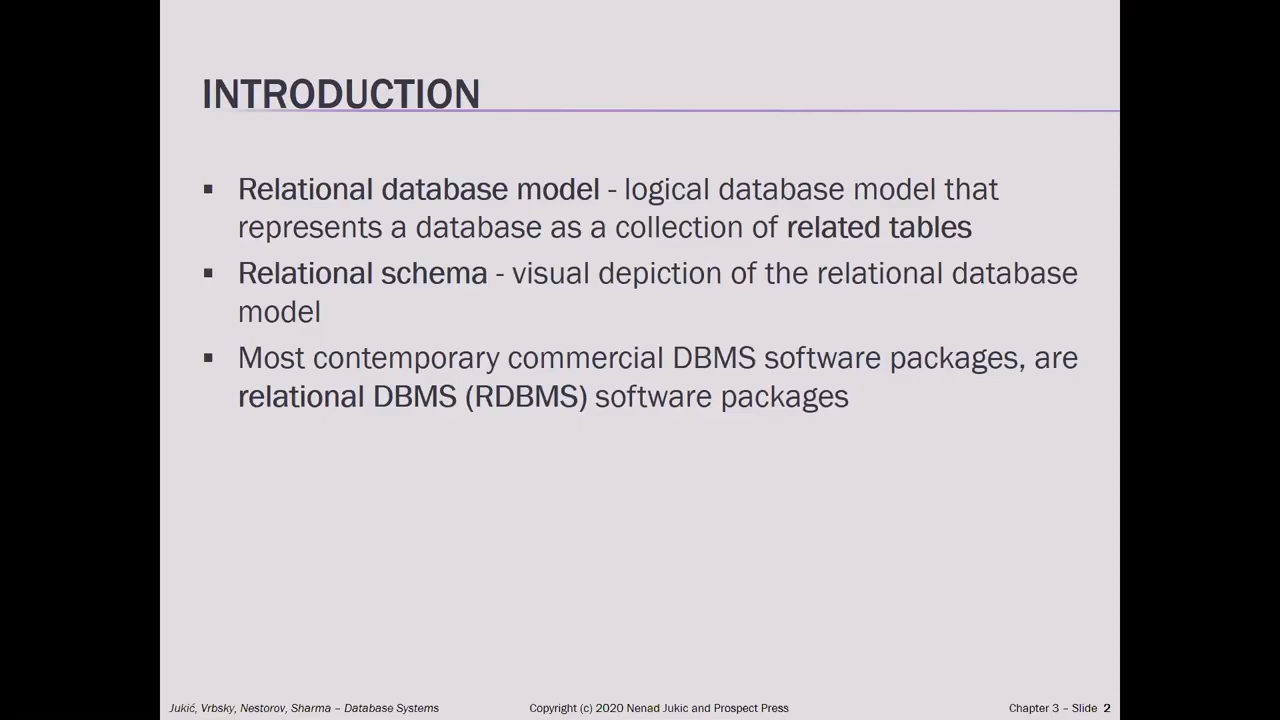 INTRODUCTION
▪ Relational database model - logical database model that
represents a database as a collection of related tables
▪ Relational schema - visual depiction of the relational database
model
▪ Most contemporary commercial DBMS software packages, are
relational DBMS (RDBMS) software packages
Jukić, Vrbsky, Nestorov, Sharma – Database Systems
Copyright (c) 2020 Nenad Jukic and Prospect Press
Chapter 3 – Slide 2